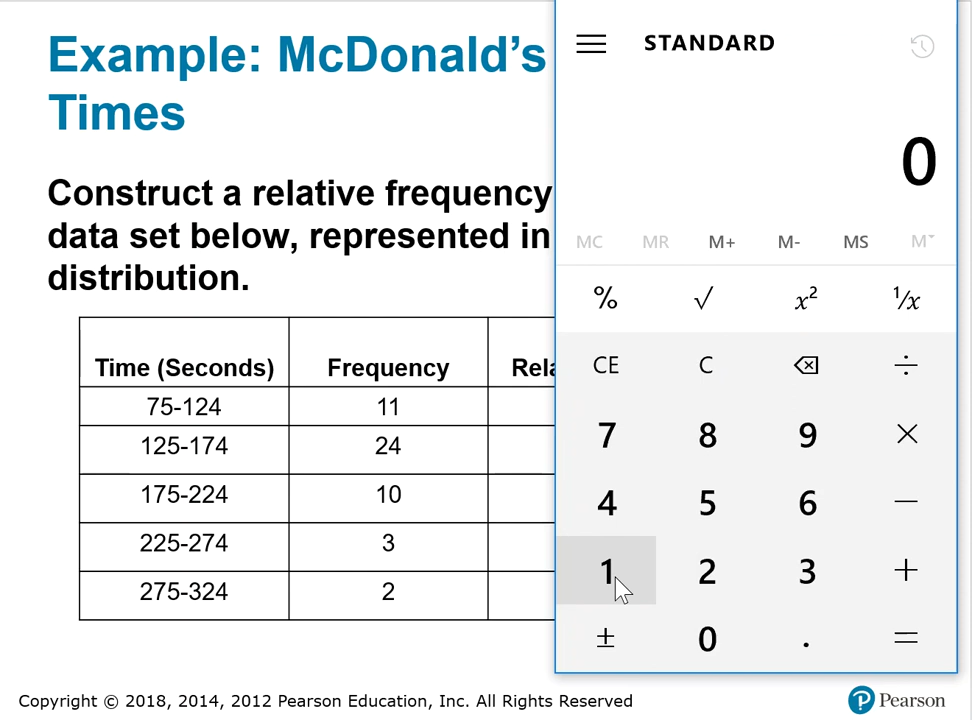 Example: McDonald's
Times
Construct a relative frequency
data set below, represented in
distribution.
Time (Seconds) Frequency Rela
75-124 11
125-174 24
175-224 10
225-274 3
275-324 2
STANDARD
0
MC MR M+ M- MS M
% √ x² ¹/x
CE C ÷
7 8 9 ×
4 5 6 −
1 2 3 +
± 0 . =
Copyright © 2018, 2014, 2012 Pearson Education, Inc. All Rights Reserved
P Pearson